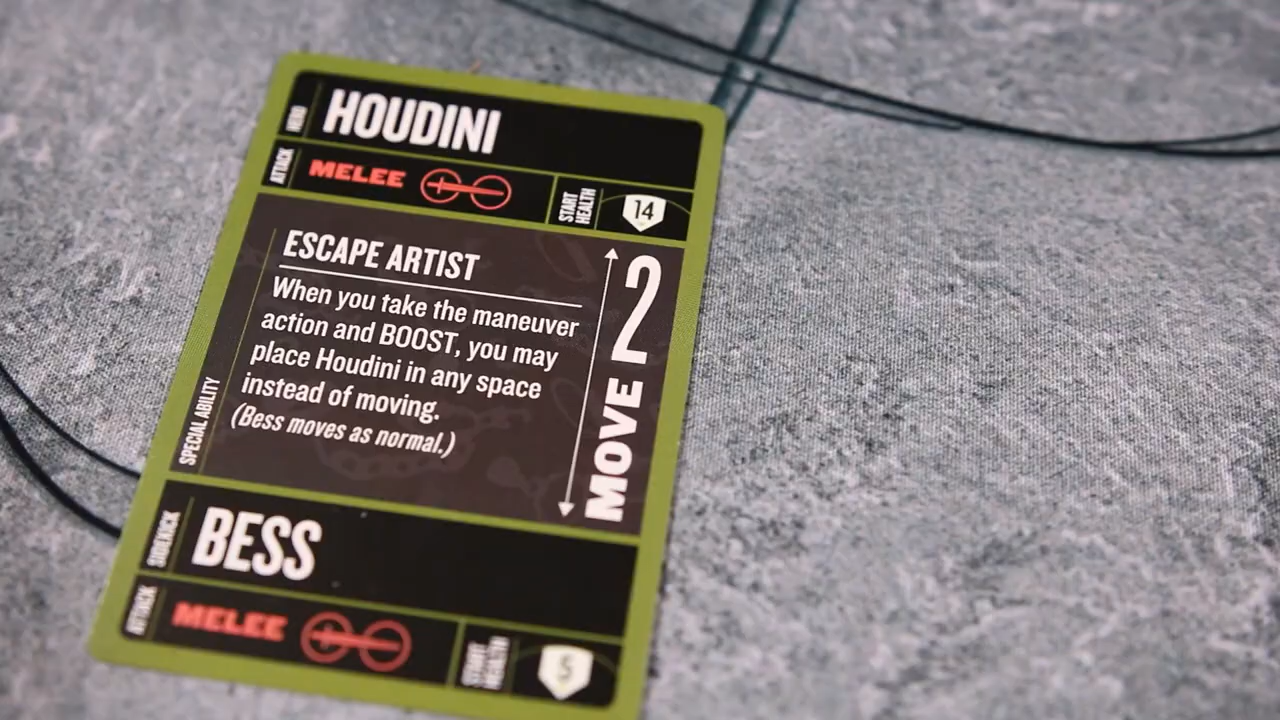 HERO
HOUDINI
ATTACK
MELEE
START
HEALTH
14
ESCAPE ARTIST
When you take the maneuver
action and BOOST, you may
place Houdini in any space
instead of moving.
(Bess moves as normal.)
SPECIAL ABILITY
MOVE 2
SIDEKICK
BESS
ATTACK
MELEE
START
HEALTH
5